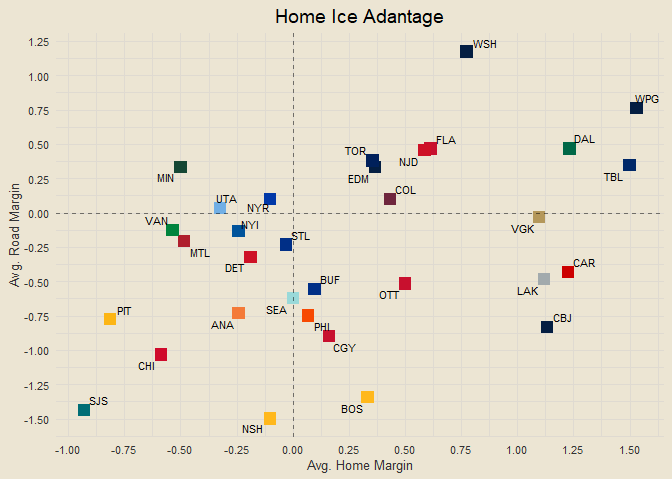 Home Ice Adantage
1.25
1.00
0.75
0.50
0.25
0.00
-0.25
-0.50
-0.75
-1.00
-1.25
-1.50
Avg. Road Margin
WSH
WPG
FLA
DAL
TOR
NJD
TBL
MIN
EDM
COL
UTA
NYR
VAN
NYI
VGK
STL
MTL
DET
CAR
BUF
LAK
OTT
SEA
PIT
CBJ
ANA
PHI
CGY
CHI
SJS
BOS
NSH
-1.00 -0.75 -0.50 -0.25 0.00 0.25 0.50 0.75 1.00 1.25 1.50
Avg. Home Margin